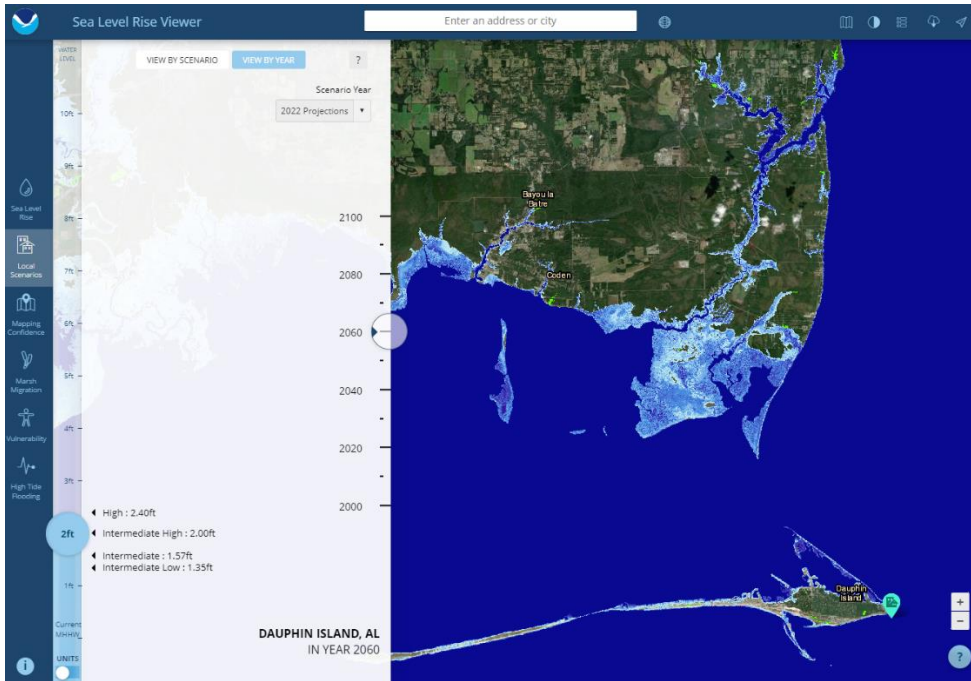 Sea Level Rise Viewer
Enter an address or city
WATER
LEVEL
VIEW BY SCENARIO
VIEW BY YEAR
?
Scenario Year
2022 Projections
10ft
9ft
8ft
7ft
6ft
5ft
4ft
3ft
2ft
1ft
Current
MHHW
UNITS
Sea Level
Rise
Local
Scenarios
Mapping
Confidence
Marsh
Migration
Vulnerability
High Tide
Flooding
i
2100
2080
2060
2040
2020
2000
High : 2.40ft
Intermediate High : 2.00ft
Intermediate : 1.57ft
Intermediate Low : 1.35ft
DAUPHIN ISLAND, AL
IN YEAR 2060
Bayou la
Batre
Coden
Dauphin
Island
+
−
?